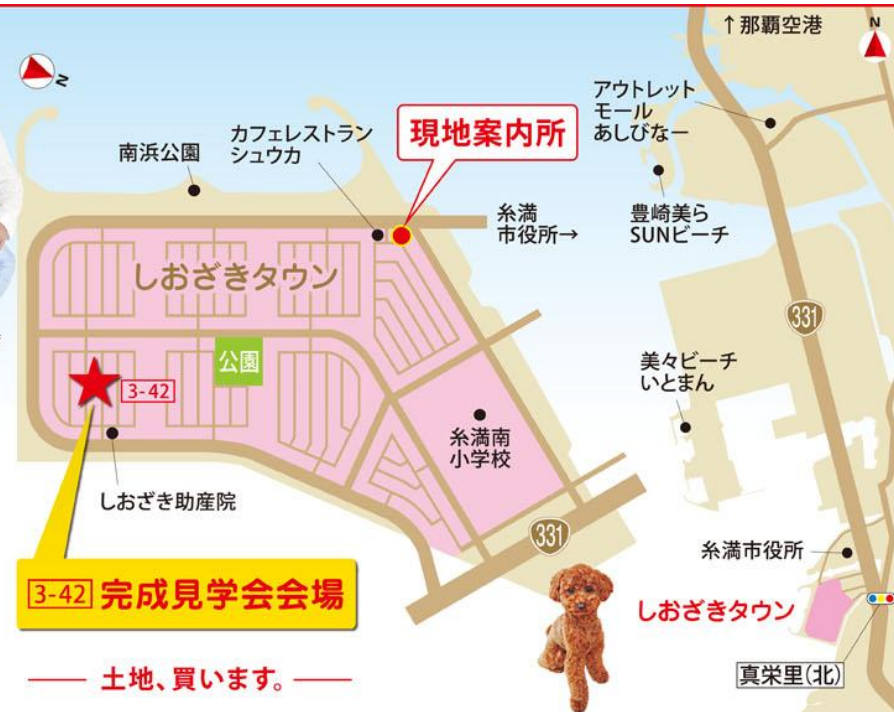 ↑那覇空港
N
N
アウトレット
モール
あしびなー
カフェレストラン
シュウカ
現地案内所
南浜公園
糸満
市役所→
豊崎美ら
SUNビーチ
しおざきタウン
331
公園
美々ビーチ
いとまん
3-42
糸満南
小学校
しおざき助産院
331
糸満市役所
3-42 完成見学会会場
しおざきタウン
土地、買います。
真栄里(北)